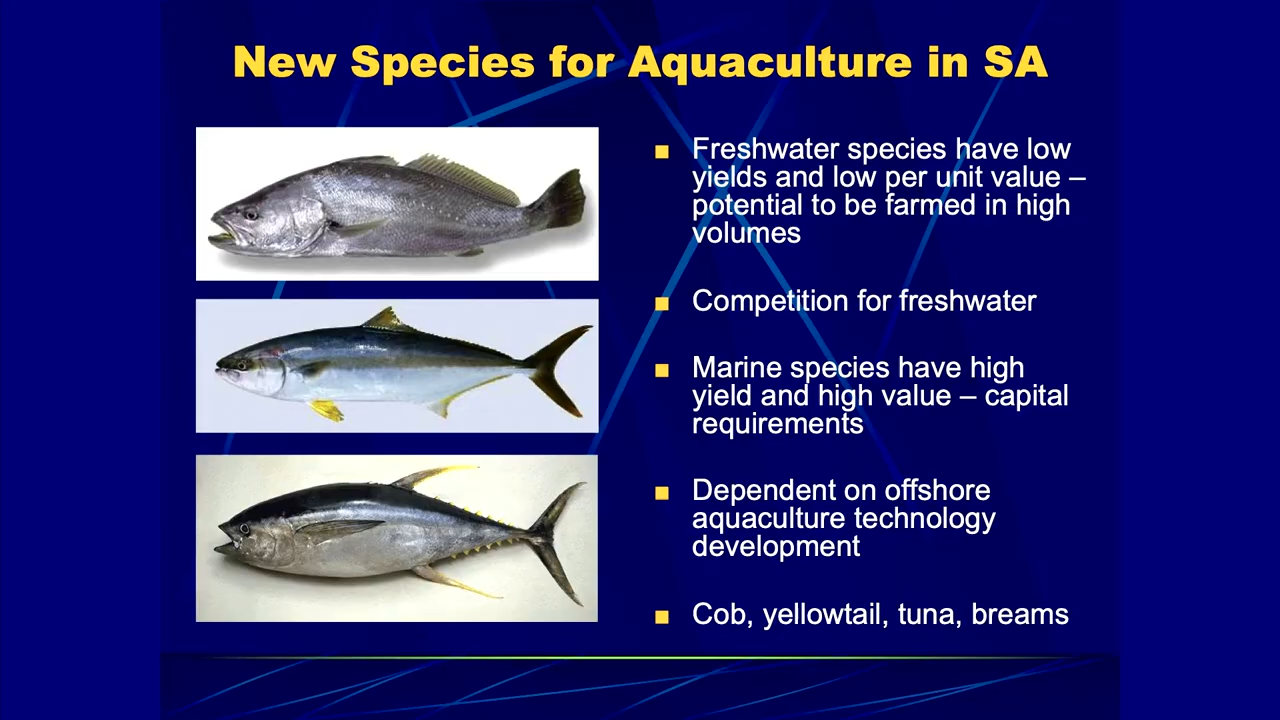 New Species for Aquaculture in SA
Freshwater species have low
yields and low per unit value –
potential to be farmed in high
volumes
Competition for freshwater
Marine species have high
yield and high value – capital
requirements
Dependent on offshore
aquaculture technology
development
Cob, yellowtail, tuna, breams